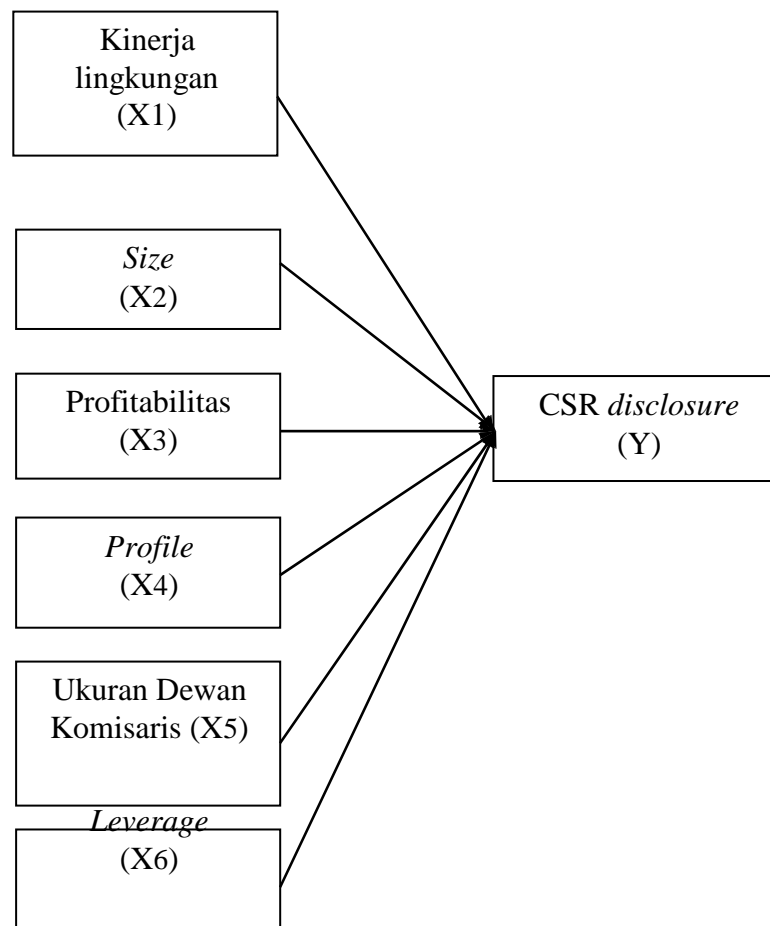 Kinerja
lingkungan
(X1)
Size
(X2)
Profitabilitas
(X3)
Profile
(X4)
Ukuran Dewan
Komisaris (X5)
Leverage
(X6)
CSR disclosure
(Y)